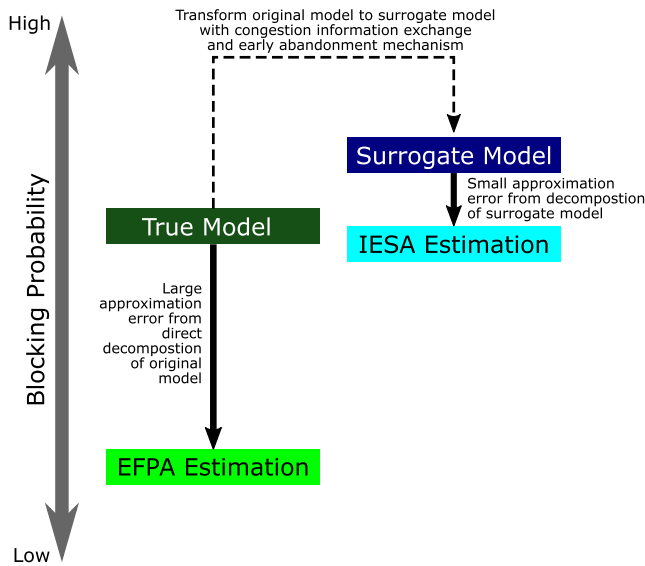 High
Transform original model to surrogate model
with congestion information exchange
and early abandonment mechanism
Surrogate Model
Small approximation
error from decompostion
of surrogate model
True Model
IESA Estimation
Blocking Probability
Large
approximation
error from
direct
decompostion
of original
model
EFPA Estimation
Low